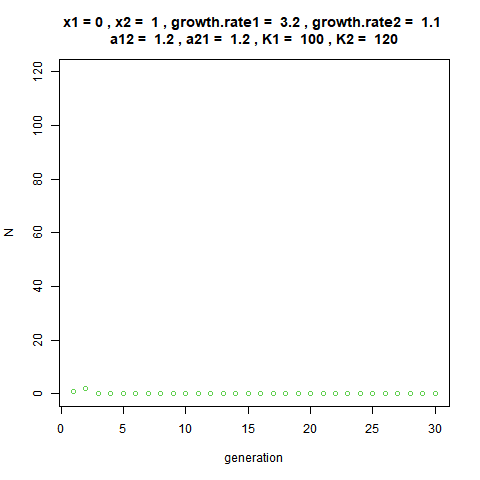 x1 = 0 , x2 =  1 , growth.rate1 =  3.2 , growth.rate2 =  1.1
a12 =  1.2 , a21 =  1.2 , K1 =  100 , K2 =  120
120
100
80
60
40
20
0
N
0 5 10 15 20 25 30
generation